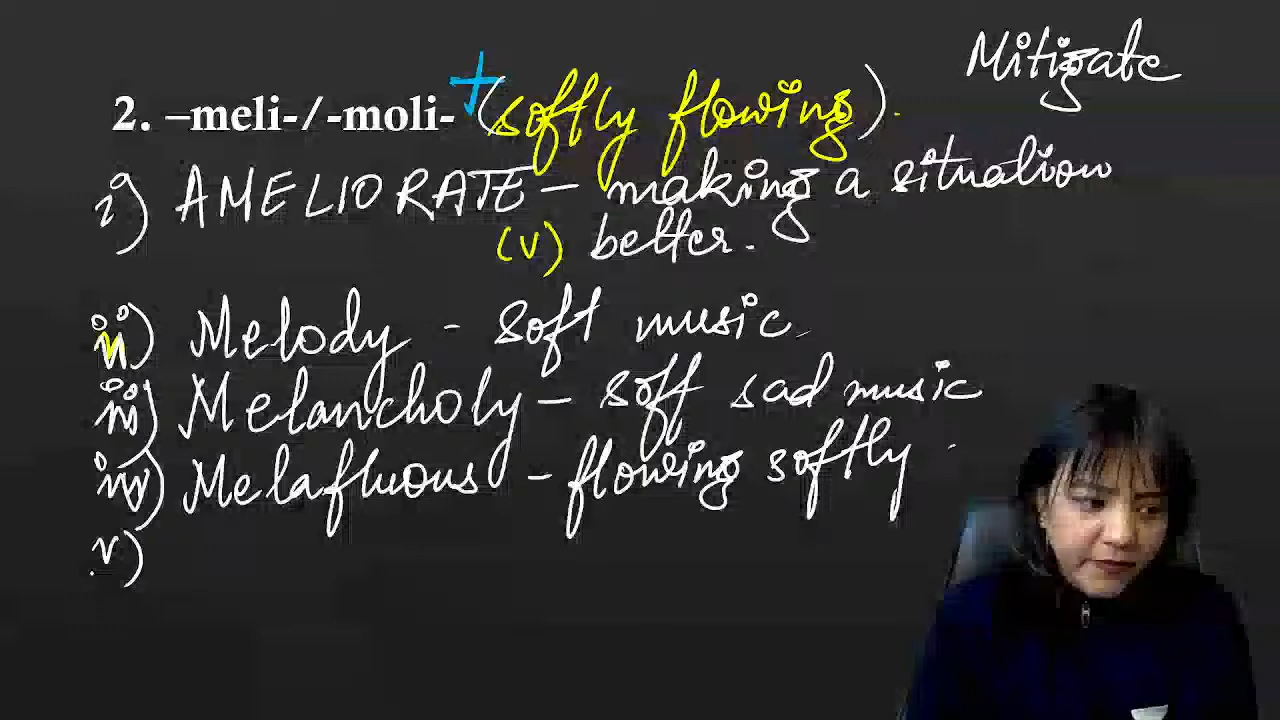 Mitigate
2. –meli-/ -moli- + (softly flowing).
i) AMELIORATE – making a situation
(v) better.
ii) Melody - soft music.
iii) Melancholy – soft sad music
iv) Melafluous - flowing softly.
v)